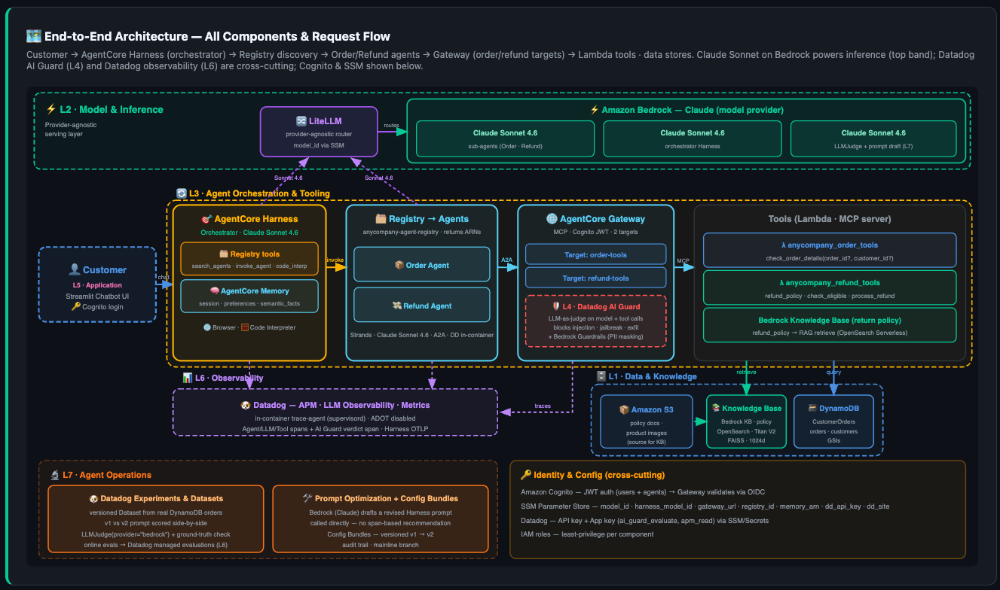 End-to-End Architecture — All Components & Request Flow
Customer → AgentCore Harness (orchestrator) → Registry discovery → Order/Refund agents → Gateway (order/refund targets) → Lambda tools · data stores. Claude Sonnet on Bedrock powers inference (top band); Datadog
AI Guard (L4) and Datadog observability (L6) are cross-cutting; Cognito & SSM shown below.
L2 · Model & Inference
Provider-agnostic
serving layer
LiteLLM
provider-agnostic router
model_id via SSM
routes
Amazon Bedrock — Claude (model provider)
Claude Sonnet 4.6
sub-agents (Order · Refund)
Claude Sonnet 4.6
orchestrator Harness
Claude Sonnet 4.6
LLMJudge + prompt draft (L7)
Sonnet 4.6
Sonnet 4.6
L3 · Agent Orchestration & Tooling
Customer
L5 · Application
Streamlit Chatbot UI
Cognito login
chat
AgentCore Harness
Orchestrator · Claude Sonnet 4.6
Registry tools
search_agents · invoke_agent · code_interp
AgentCore Memory
session · preferences · semantic_facts
Browser · Code Interpreter
invoke
Registry → Agents
anycompany-agent-registry · returns ARNs
Order Agent
Refund Agent
Strands · Claude Sonnet 4.6 · A2A · DD in-container
A2A
AgentCore Gateway
MCP · Cognito JWT · 2 targets
Target: order-tools
Target: refund-tools
L4 · Datadog AI Guard
LLM-as-judge on model + tool calls
blocks injection · jailbreak · exfil
+ Bedrock Guardrails (PII masking)
MCP
Tools (Lambda · MCP server)
λ anycompany_order_tools
check_order_details(order_id?, customer_id?)
λ anycompany_refund_tools
refund_policy · check_eligible · process_refund
Bedrock Knowledge Base (return policy)
refund_policy → RAG retrieve (OpenSearch Serverless)
L6 · Observability
Datadog — APM · LLM Observability · Metrics
in-container trace-agent (supervisord) · ADOT disabled
Agent/LLM/Tool spans + AI Guard verdict span · Harness OTLP
traces
retrieve
query
L1 · Data & Knowledge
Amazon S3
policy docs ·
product images
(source for KB)
Knowledge Base
Bedrock KB · policy
OpenSearch · Titan V2
FAISS · 1024d
DynamoDB
CustomerOrders
orders · customers
GSIs
L7 · Agent Operations
Datadog Experiments & Datasets
versioned Dataset from real DynamoDB orders
v1 vs v2 prompt scored side-by-side
LLMJudge(provider="bedrock") + ground-truth check
online evals → Datadog managed evaluations (L6)
Prompt Optimization + Config Bundles
Bedrock (Claude) drafts a revised Harness prompt
called directly — no span-based recommendation
Config Bundles — versioned v1 → v2
audit trail · mainline branch
Identity & Config (cross-cutting)
Amazon Cognito — JWT auth (users + agents) → Gateway validates via OIDC
SSM Parameter Store — model_id · harness_model_id · gateway_url · registry_id · memory_arn · dd_api_key · dd_site
Datadog — API key + App key (ai_guard_evaluate, apm_read) via SSM/Secrets
IAM roles — least-privilege per component